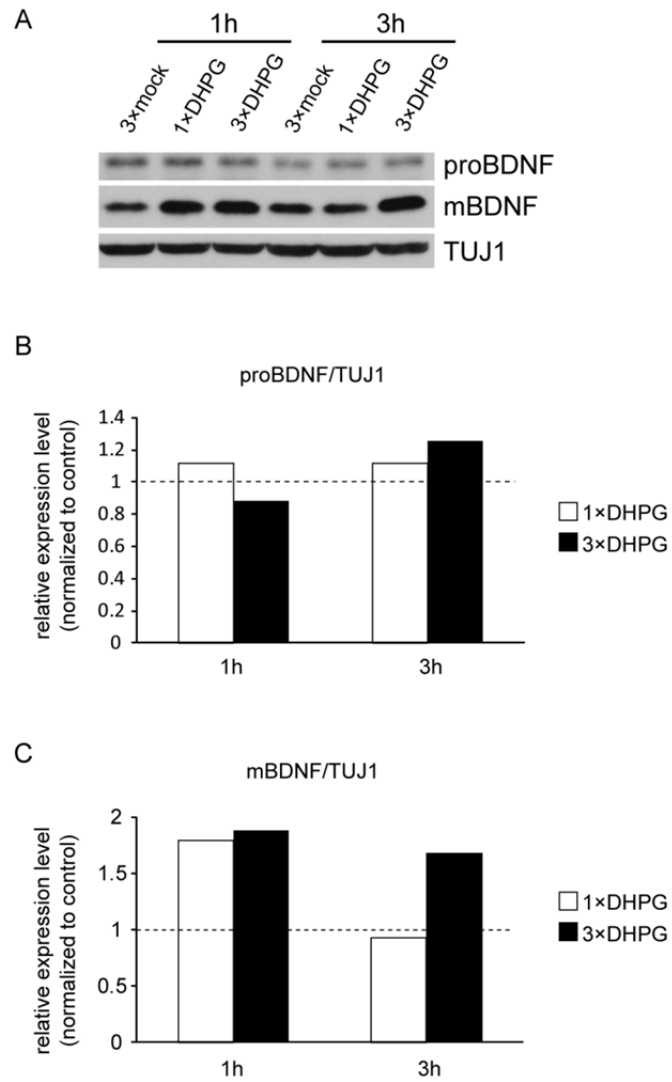 A
1h 3h
3×mock 1×DHPG 3×DHPG 3×mock 1×DHPG 3×DHPG
proBDNF
mBDNF
TUJ1
B
proBDNF/TUJ1
relative expression level
(normalized to control)
1.4
1.2
1
0.8
0.6
0.4
0.2
0
1h 3h
1×DHPG
3×DHPG
C
mBDNF/TUJ1
relative expression level
(normalized to control)
2
1.5
1
0.5
0
1h 3h
1×DHPG
3×DHPG